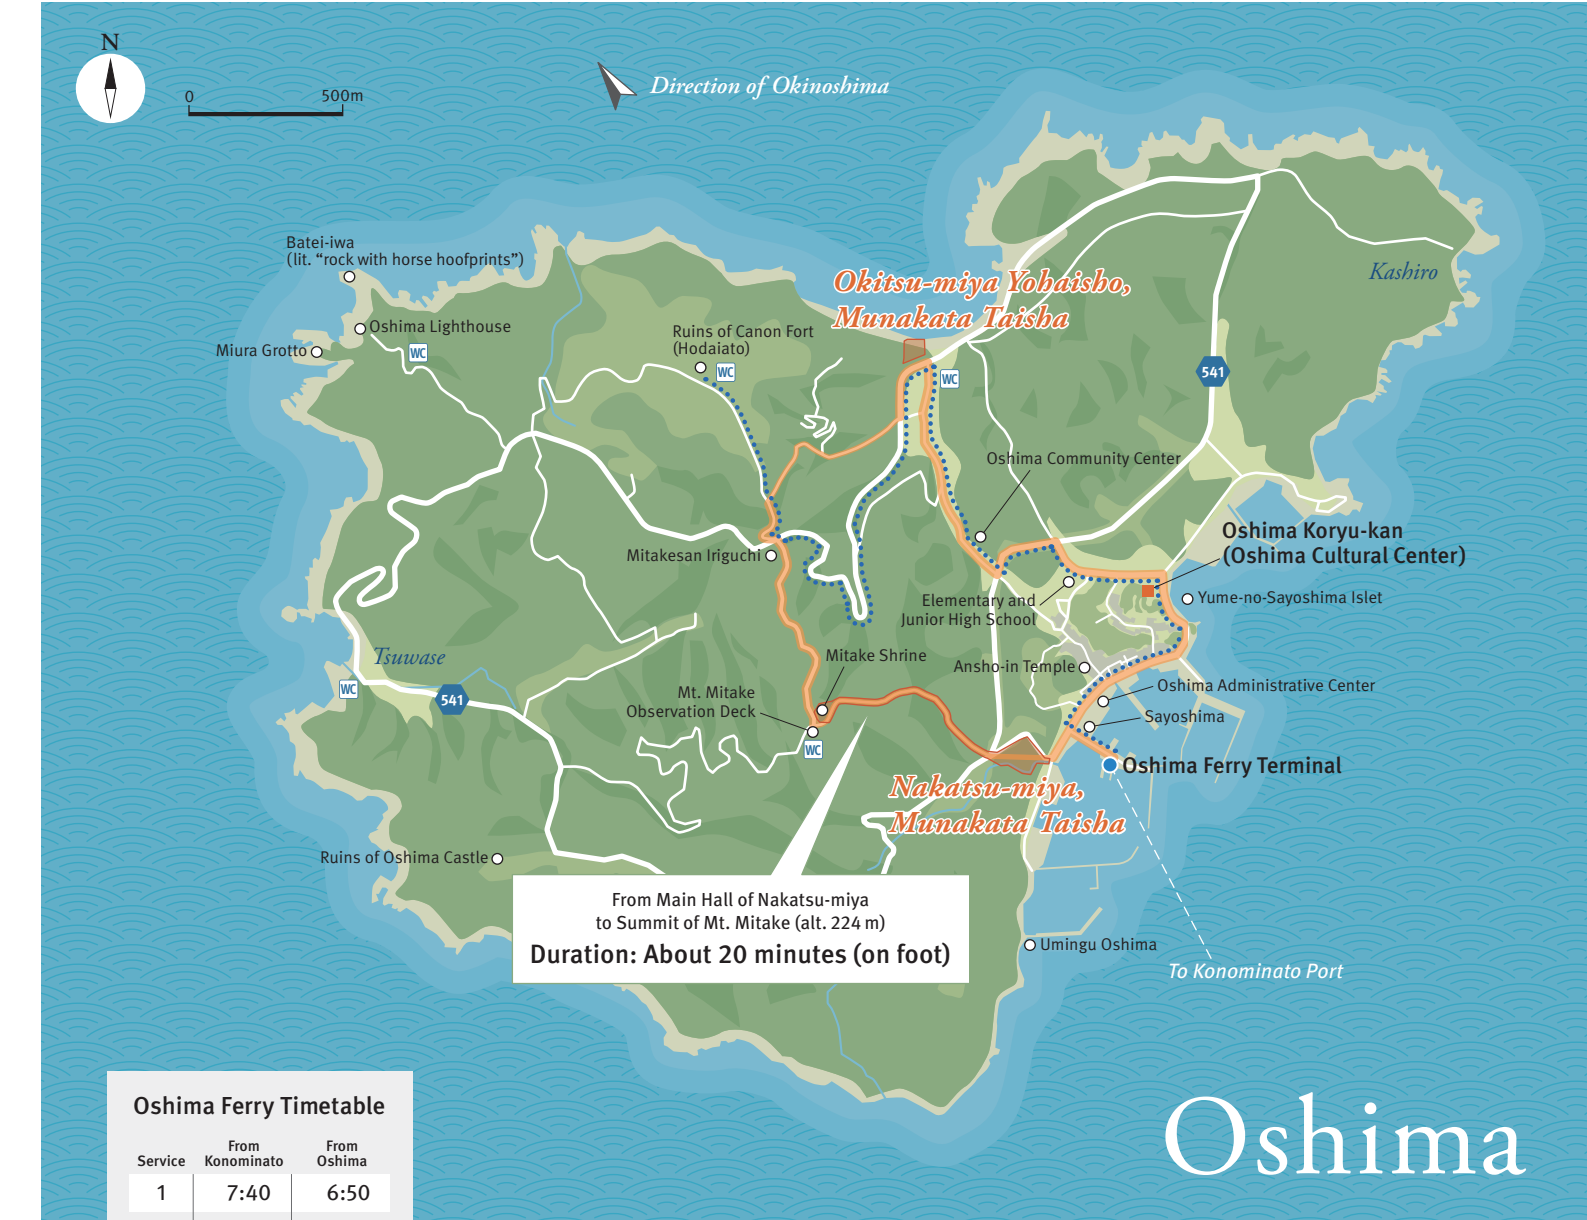 N
0 500m
Direction of Okinoshima
Batei-iwa
(lit. “rock with horse hoofprints”)
Oshima Lighthouse
WC
Miura Grotto
Ruins of Canon Fort
(Hodaiato)
WC
Okitsu-miya Yohaisho,
Munakata Taisha
WC
Kashiro
541
Oshima Community Center
Oshima Koryu-kan
(Oshima Cultural Center)
Mitakesan Iriguchi
Elementary and
Junior High School
Yume-no-Sayoshima Islet
Tsuwase
WC
541
Mitake Shrine
Ansho-in Temple
Mt. Mitake
Observation Deck
WC
Oshima Administrative Center
Sayoshima
Oshima Ferry Terminal
Nakatsu-miya,
Munakata Taisha
Ruins of Oshima Castle
From Main Hall of Nakatsu-miya
to Summit of Mt. Mitake (alt. 224 m)
Duration: About 20 minutes (on foot)
Umingu Oshima
To Konominato Port
Oshima Ferry Timetable
Service From Konominato From Oshima
1 7:40 6:50
Oshima